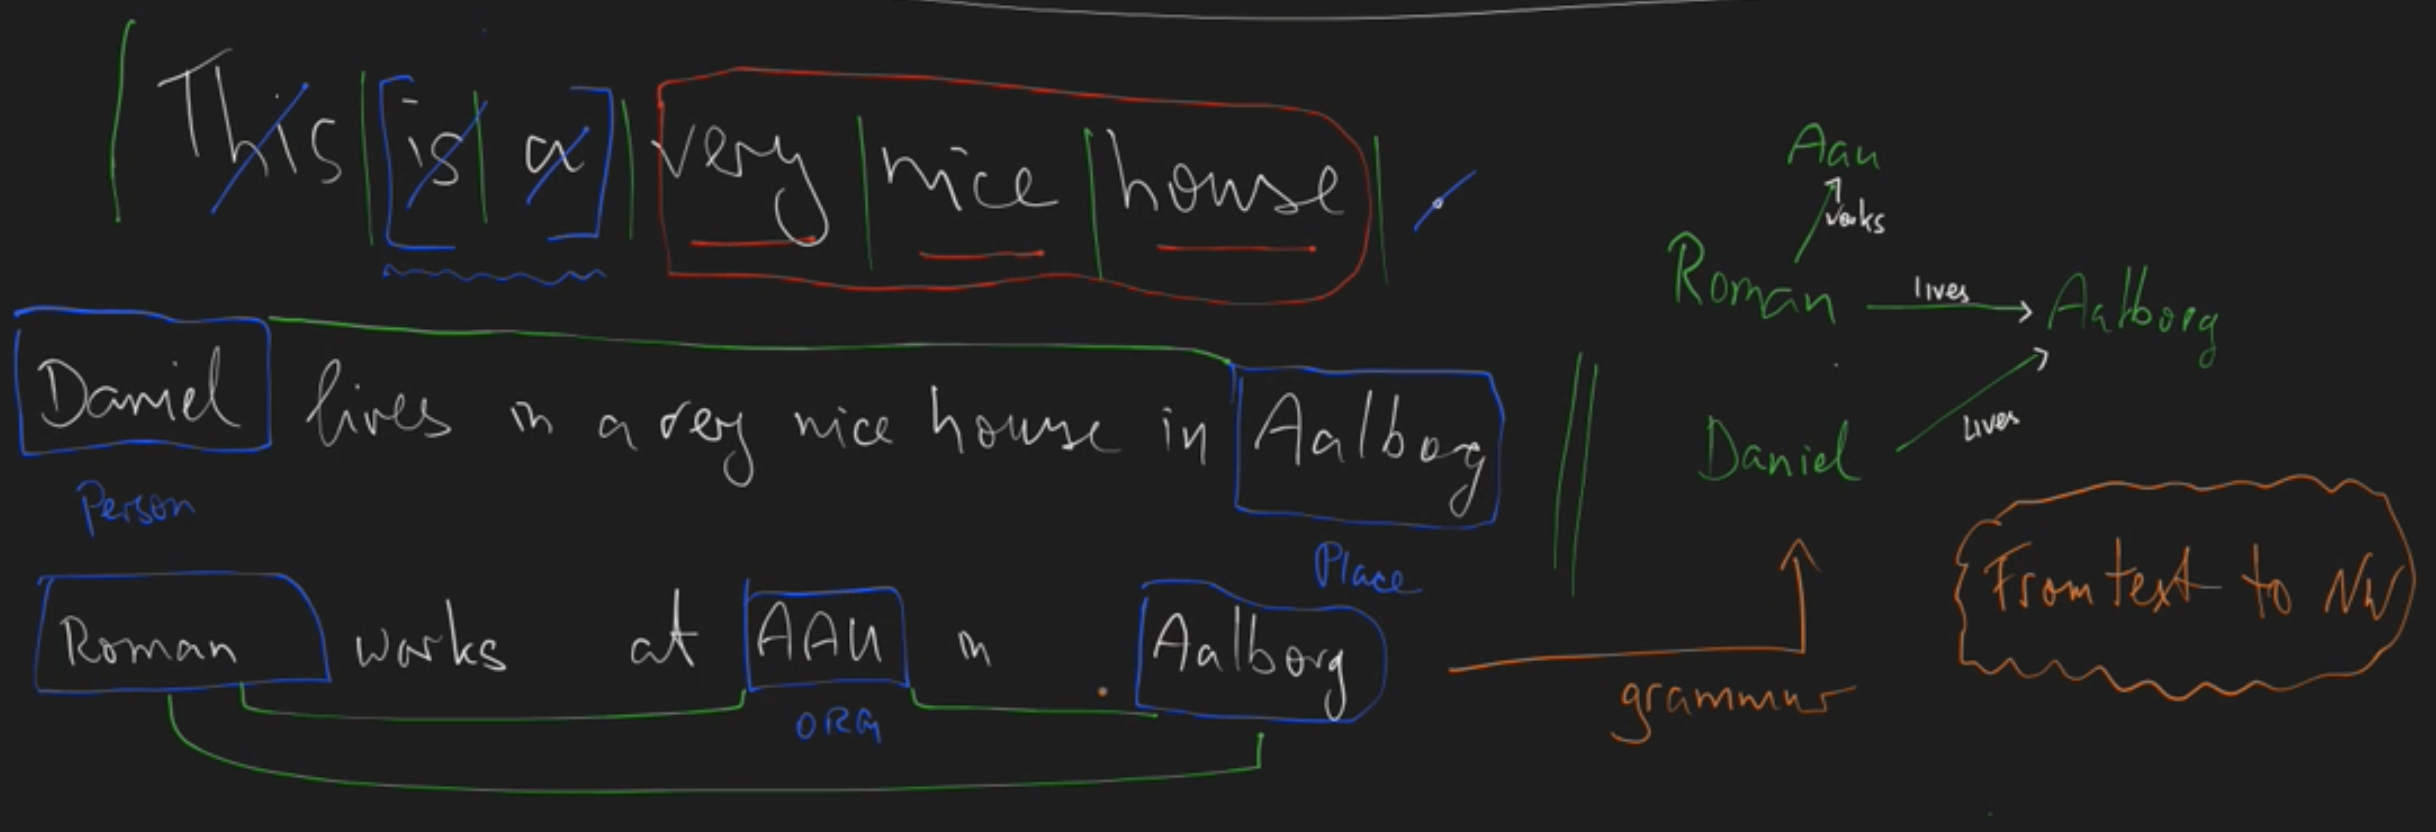 This is a very nice house
Daniel lives in a very nice house in Aalborg
Person
Place
Roman works at AAU in Aalborg
ORG
Aau
works
Roman lives Aalborg
lives
Daniel
grammar
From text to NW